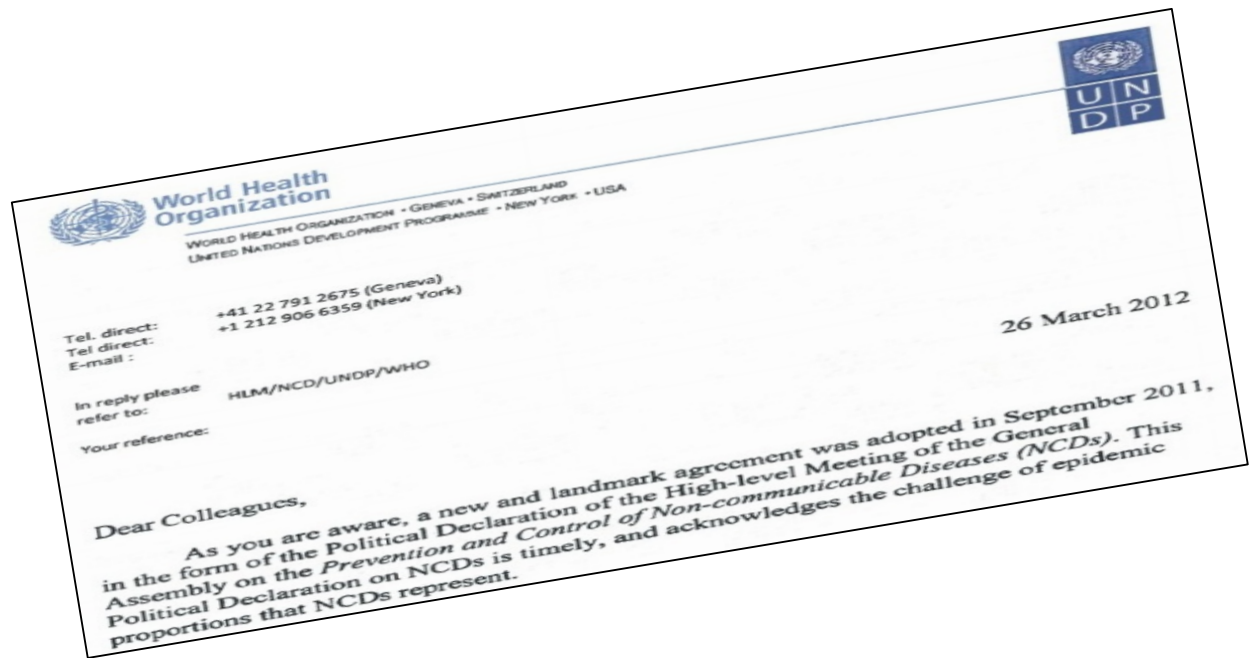 World Health
Organization
UN
DP
WORLD HEALTH ORGANIZATION • GENEVA • SWITZERLAND
UNITED NATIONS DEVELOPMENT PROGRAMME • NEW YORK • USA
Tel. direct: +41 22 791 2675 (Geneva)
Tel direct: +1 212 906 6359 (New York)
E-mail :
26 March 2012
In reply please
refer to: HLM/NCD/UNDP/WHO
Your reference:
Dear Colleagues,
As you are aware, a new and landmark agreement was adopted in September 2011,
in the form of the Political Declaration of the High-level Meeting of the General
Assembly on the Prevention and Control of Non-communicable Diseases (NCDs). This
Political Declaration on NCDs is timely, and acknowledges the challenge of epidemic
proportions that NCDs represent.